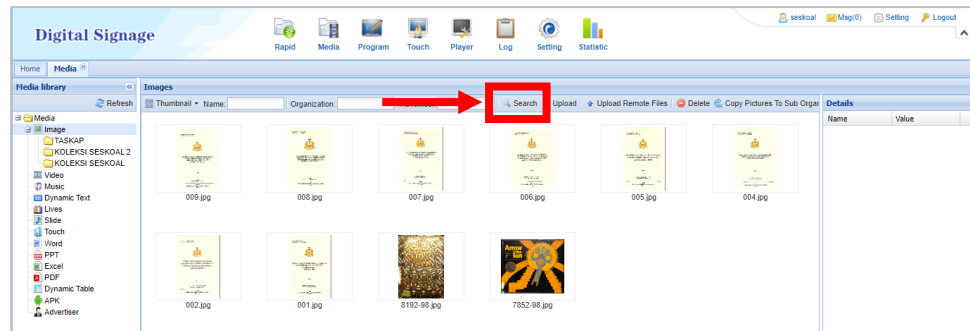 seskoal Msg(0) Setting Logout
Digital Signage
Rapid Media Program Touch Player Log Setting Statistic
Home Media
Media library
Refresh
Media
Image
TASKAP
KOLEKSI SESKOAL 2
KOLEKSI SESKOAL
Video
Music
Dynamic Text
Lives
Slide
Touch
Word
PPT
Excel
PDF
Dynamic Table
APK
Advertiser
Images
Thumbnail Name: Organization: Search Upload Upload Remote Files Delete Copy Pictures To Sub Organ
009.jpg 008.jpg 007.jpg 006.jpg 005.jpg 004.jpg
Arrow
Sun
002.jpg 001.jpg 8192-98.jpg 7852-98.jpg
Details
Name Value